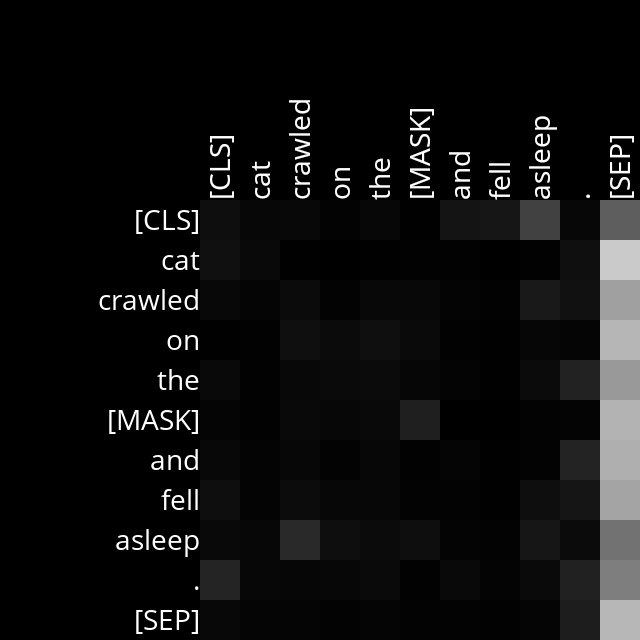 [CLS] cat crawled on the [MASK] and fell asleep . [SEP]
[CLS]
cat
crawled
on
the
[MASK]
and
fell
asleep
.
[SEP]